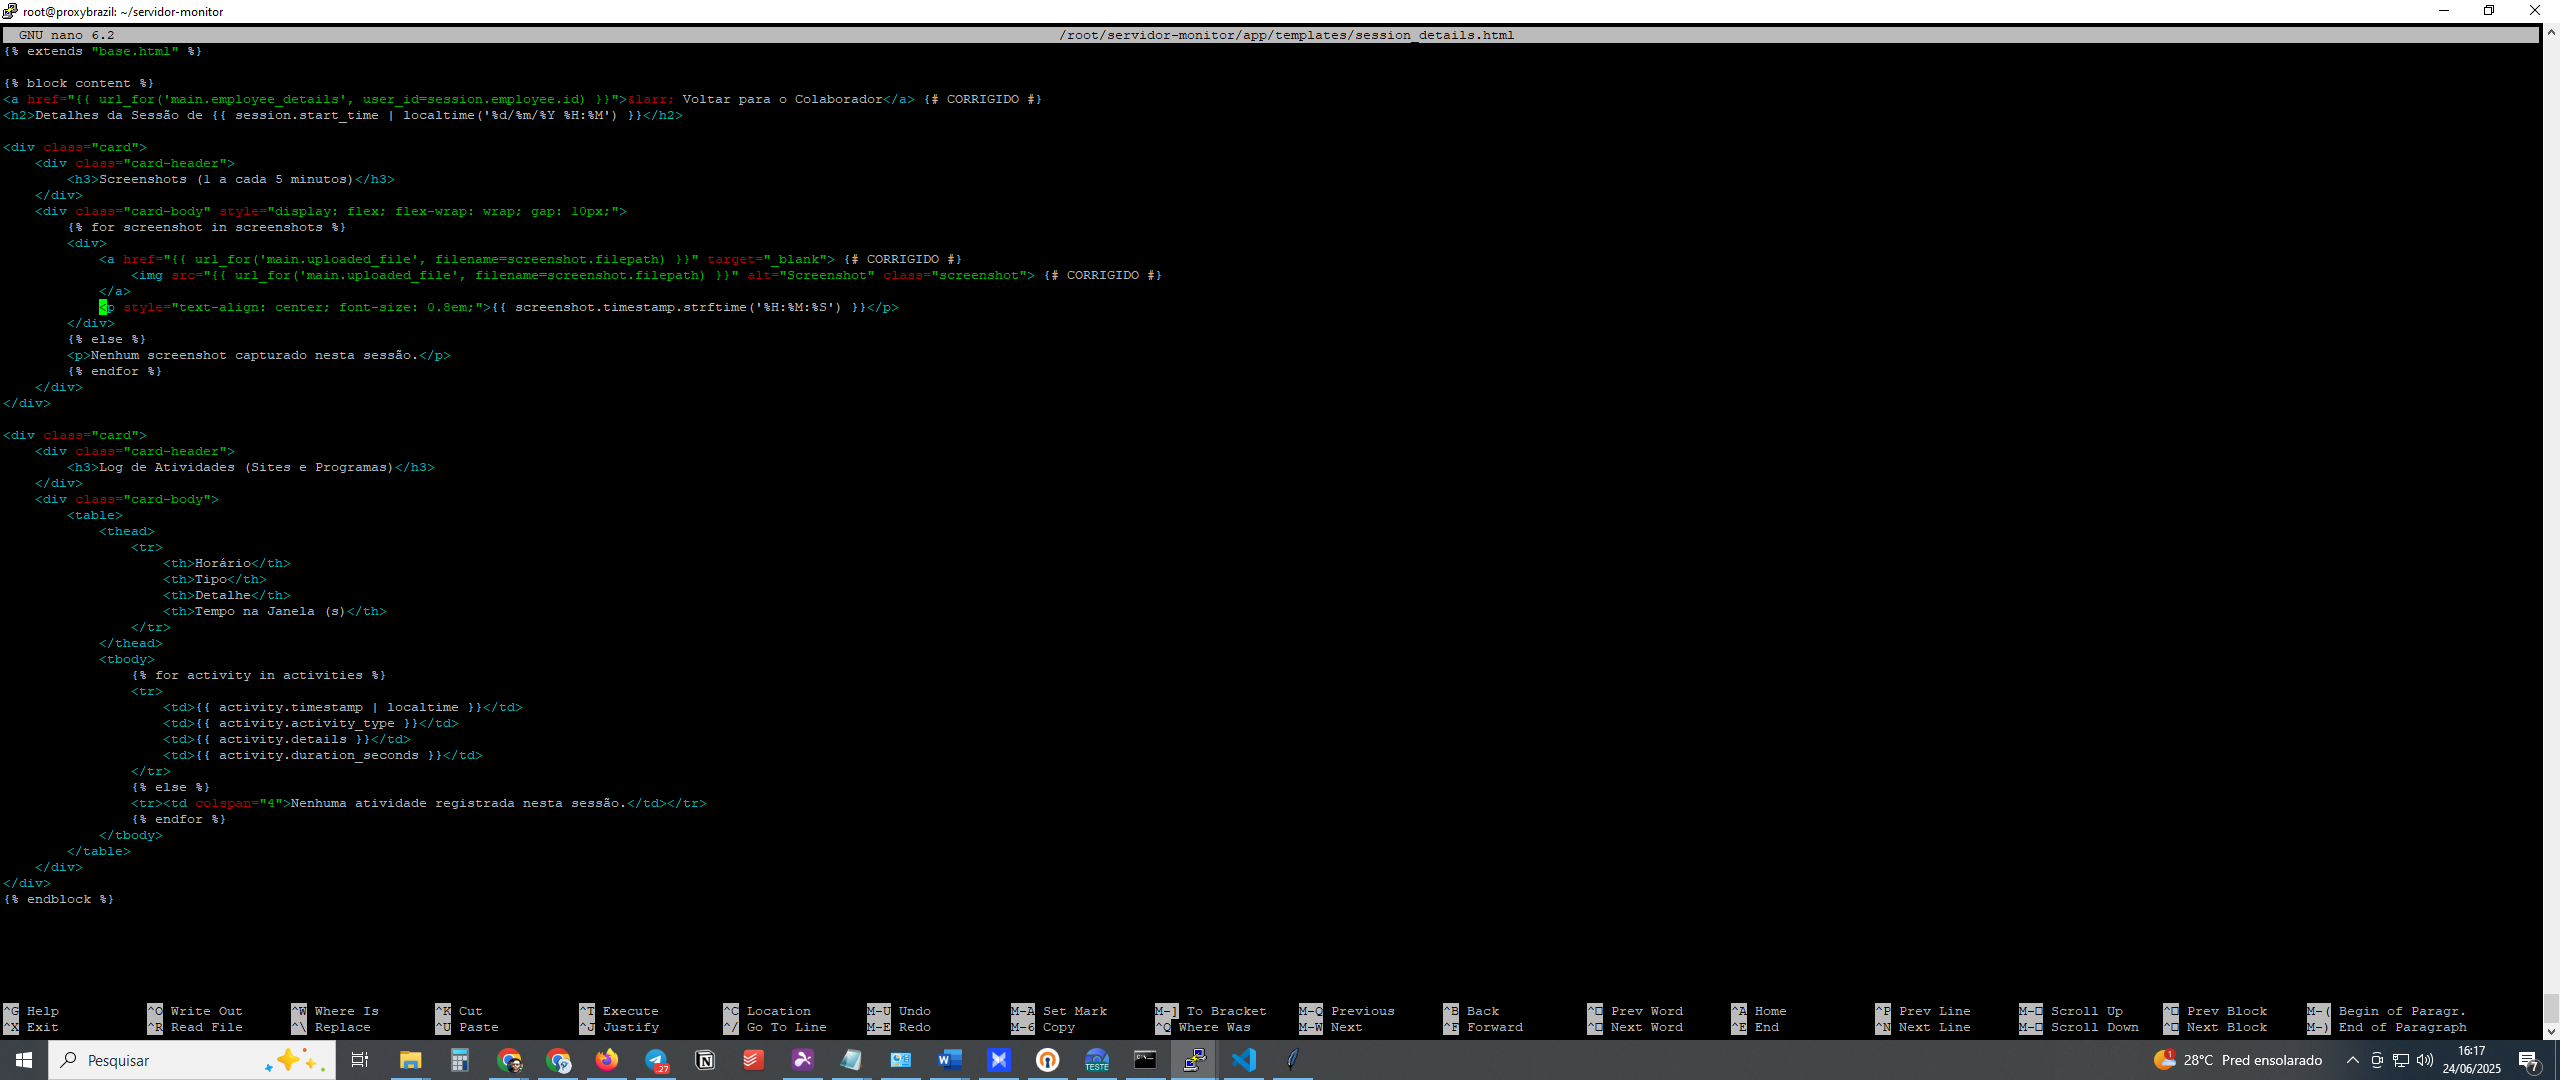 root@proxybrazil: ~/servidor-monitor
GNU nano 6.2 /root/servidor-monitor/app/templates/session_details.html
{% extends "base.html" %}
{% block content %}
<a href="{{ url_for('main.employee_details', user_id=session.employee.id) }}">&larr; Voltar para o Colaborador</a> {# CORRIGIDO #}
<h2>Detalhes da Sessão de {{ session.start_time | localtime('%d/%m/%Y %H:%M') }}</h2>
<div class="card">
    <div class="card-header">
        <h3>Screenshots (1 a cada 5 minutos)</h3>
    </div>
    <div class="card-body" style="display: flex; flex-wrap: wrap; gap: 10px;">
        {% for screenshot in screenshots %}
        <div>
            <a href="{{ url_for('main.uploaded_file', filename=screenshot.filepath) }}" target="_blank"> {# CORRIGIDO #}
                <img src="{{ url_for('main.uploaded_file', filename=screenshot.filepath) }}" alt="Screenshot" class="screenshot"> {# CORRIGIDO #}
            </a>
            <p style="text-align: center; font-size: 0.8em;">{{ screenshot.timestamp.strftime('%H:%M:%S') }}</p>
        </div>
        {% else %}
        <p>Nenhum screenshot capturado nesta sessão.</p>
        {% endfor %}
    </div>
</div>
<div class="card">
    <div class="card-header">
        <h3>Log de Atividades (Sites e Programas)</h3>
    </div>
    <div class="card-body">
        <table>
            <thead>
                <tr>
                    <th>Horário</th>
                    <th>Tipo</th>
                    <th>Detalhe</th>
                    <th>Tempo na Janela (s)</th>
                </tr>
            </thead>
            <tbody>
                {% for activity in activities %}
                <tr>
                    <td>{{ activity.timestamp | localtime }}</td>
                    <td>{{ activity.activity_type }}</td>
                    <td>{{ activity.details }}</td>
                    <td>{{ activity.duration_seconds }}</td>
                </tr>
                {% else %}
                <tr><td colspan="4">Nenhuma atividade registrada nesta sessão.</td></tr>
                {% endfor %}
            </tbody>
        </table>
    </div>
</div>
{% endblock %}
^G Help ^O Write Out ^W Where Is ^K Cut ^T Execute ^C Location M-U Undo M-A Set Mark M-] To Bracket M-Q Previous ^B Back ^□ Prev Word ^A Home ^P Prev Line M-□ Scroll Up ^□ Prev Block M-( Begin of Paragr.
^X Exit ^R Read File ^\ Replace ^U Paste ^J Justify ^/ Go To Line M-E Redo M-6 Copy ^Q Where Was M-W Next ^F Forward ^□ Next Word ^E End ^N Next Line M-□ Scroll Down ^□ Next Block M-) End of Paragraph
Pesquisar 27 TESTE 1 28°C Pred ensolarado 16:17 7
24/06/2025